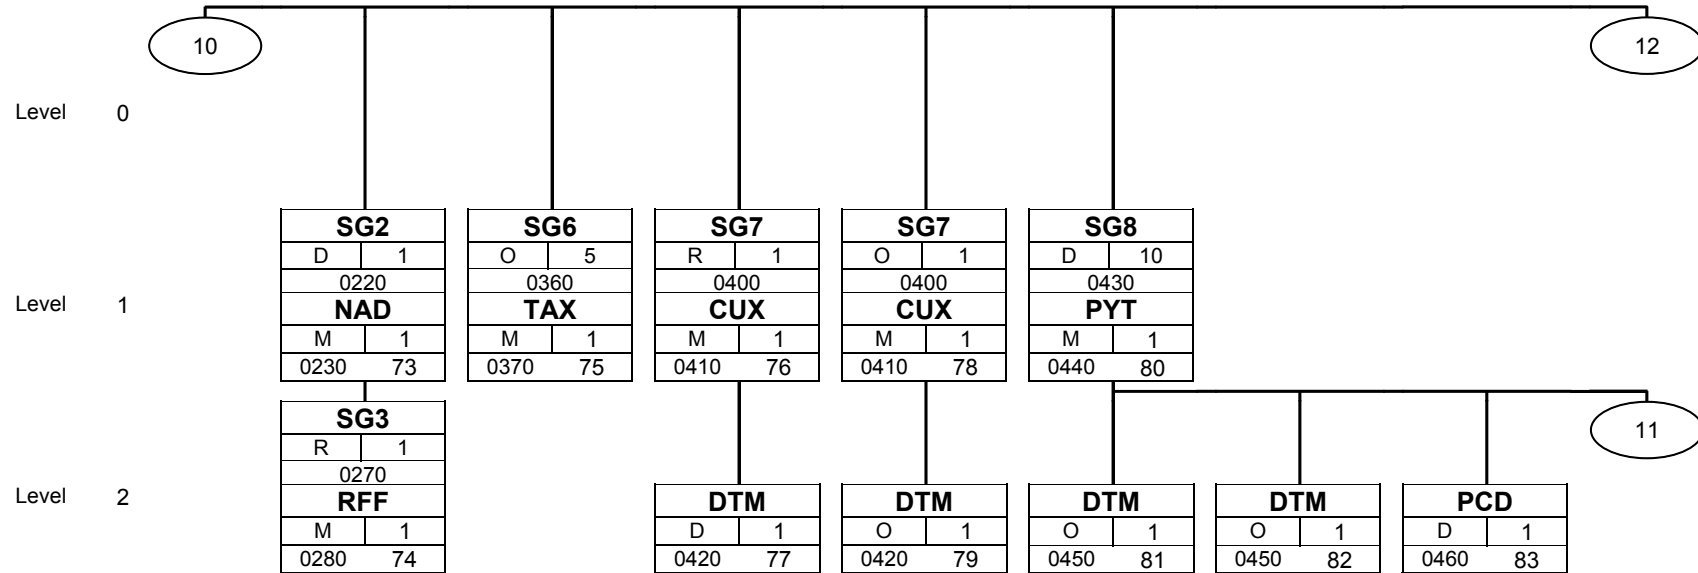 10 12
Level 0
SG2 SG6 SG7 SG7 SG8
D 1 O 5 R 1 O 1 D 10
0220 0360 0400 0400 0430
Level 1 NAD TAX CUX CUX PYT
M 1 M 1 M 1 M 1 M 1
0230 73 0370 75 0410 76 0410 78 0440 80
SG3
R 1 11
0270
Level 2 RFF DTM DTM DTM DTM PCD
M 1 D 1 O 1 O 1 O 1 D 1
0280 74 0420 77 0420 79 0450 81 0450 82 0460 83